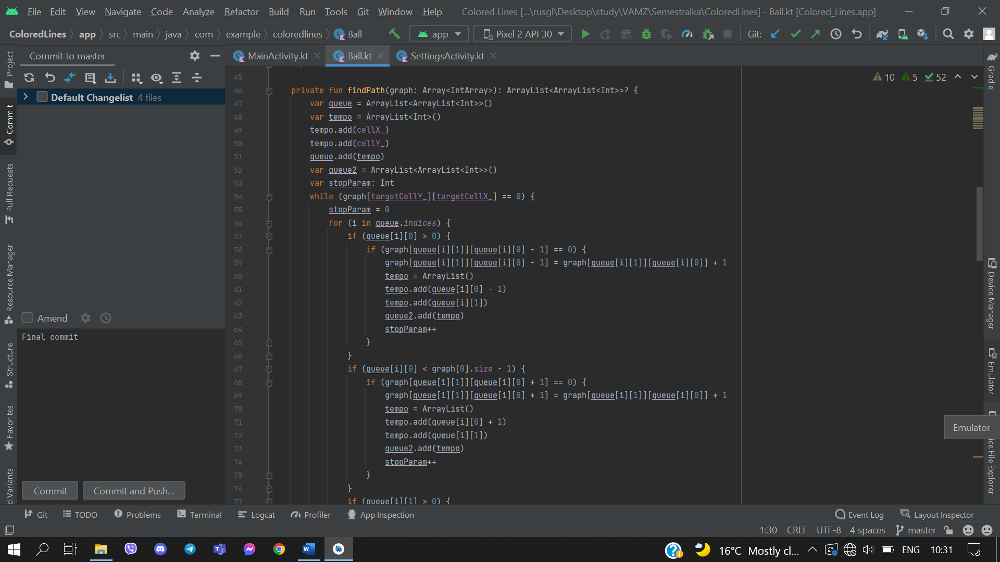 File Edit View Navigate Code Analyze Refactor Build Run Tools Git Window Help Colored Lines [...\rusgl\Desktop\study\VAMZ\Semestralka\ColoredLines] - Ball.kt [Colored_Lines.app]
ColoredLines app src main java com example coloredlines Ball app Pixel 2 API 30 Git:
Commit to master
MainActivity.kt Ball.kt SettingsActivity.kt
Default Changelist 4 files
10 5 52
45
46 private fun findPath(graph: Array<IntArray>): ArrayList<ArrayList<Int>>? {
47 var queue = ArrayList<ArrayList<Int>>()
48 var tempo = ArrayList<Int>()
49 tempo.add(cellX_)
50 tempo.add(cellY_)
51 queue.add(tempo)
52 var queue2 = ArrayList<ArrayList<Int>>()
53 var stopParam: Int
54 while (graph[targetCellY_][targetCellX_] == 0) {
55 stopParam = 0
56 for (i in queue.indices) {
57 if (queue[i][0] > 0) {
58 if (graph[queue[i][1]][queue[i][0] - 1] == 0) {
59 graph[queue[i][1]][queue[i][0] - 1] = graph[queue[i][1]][queue[i][0]] + 1
60 tempo = ArrayList()
61 tempo.add(queue[i][0] - 1)
62 tempo.add(queue[i][1])
63 queue2.add(tempo)
64 stopParam++
65 }
66 }
67 if (queue[i][0] < graph[0].size - 1) {
68 if (graph[queue[i][1]][queue[i][0] + 1] == 0) {
69 graph[queue[i][1]][queue[i][0] + 1] = graph[queue[i][1]][queue[i][0]] + 1
70 tempo = ArrayList()
71 tempo.add(queue[i][0] + 1)
72 tempo.add(queue[i][1])
73 queue2.add(tempo)
74 stopParam++
75 }
76 }
77 if (queue[i][1] > 0) {
Amend
Final commit
Commit Commit and Push...
Project
Commit
Pull Requests
Resource Manager
Structure
Favorites
d Variants
Gradle
Device Manager
Emulator
Emulator
ice File Explorer
Git TODO Problems Terminal Logcat Profiler App Inspection Event Log Layout Inspector
1:30 CRLF UTF-8 4 spaces master
16°C Mostly cl... ENG 10:31